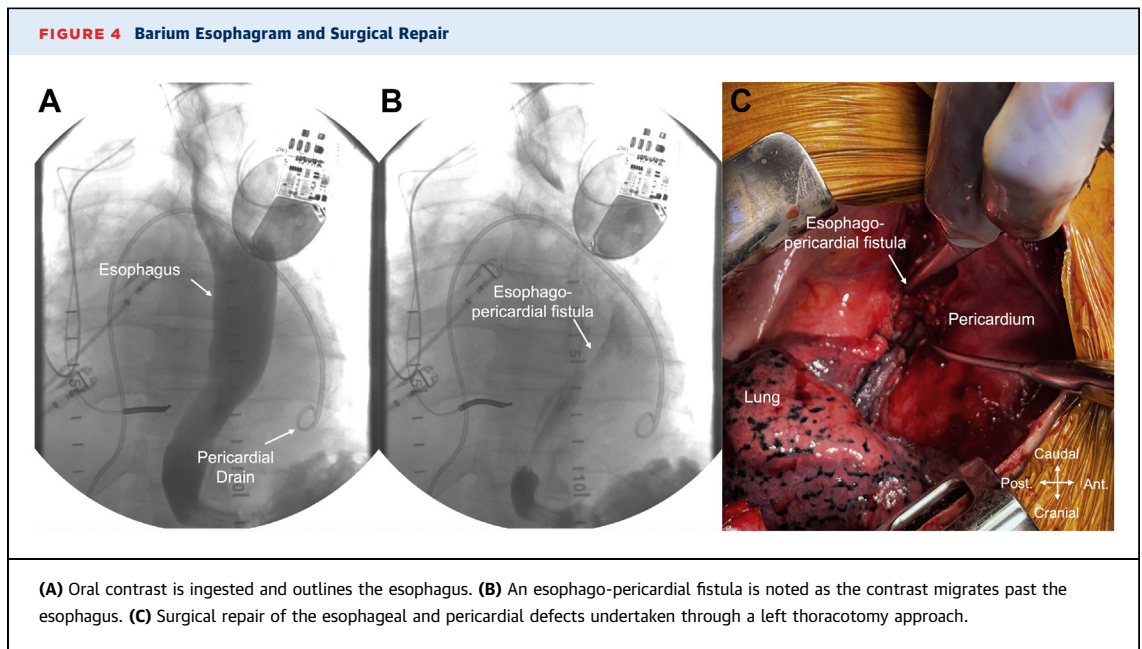 FIGURE 4 Barium Esophagram and Surgical Repair
A
B
C
Esophagus
Pericardial
Drain
Esophago-
pericardial fistula
Esophago-
pericardial fistula
Pericardium
Lung
Caudal
Post.
Ant.
Cranial
(A) Oral contrast is ingested and outlines the esophagus. (B) An esophago-pericardial fistula is noted as the contrast migrates past the
esophagus. (C) Surgical repair of the esophageal and pericardial defects undertaken through a left thoracotomy approach.